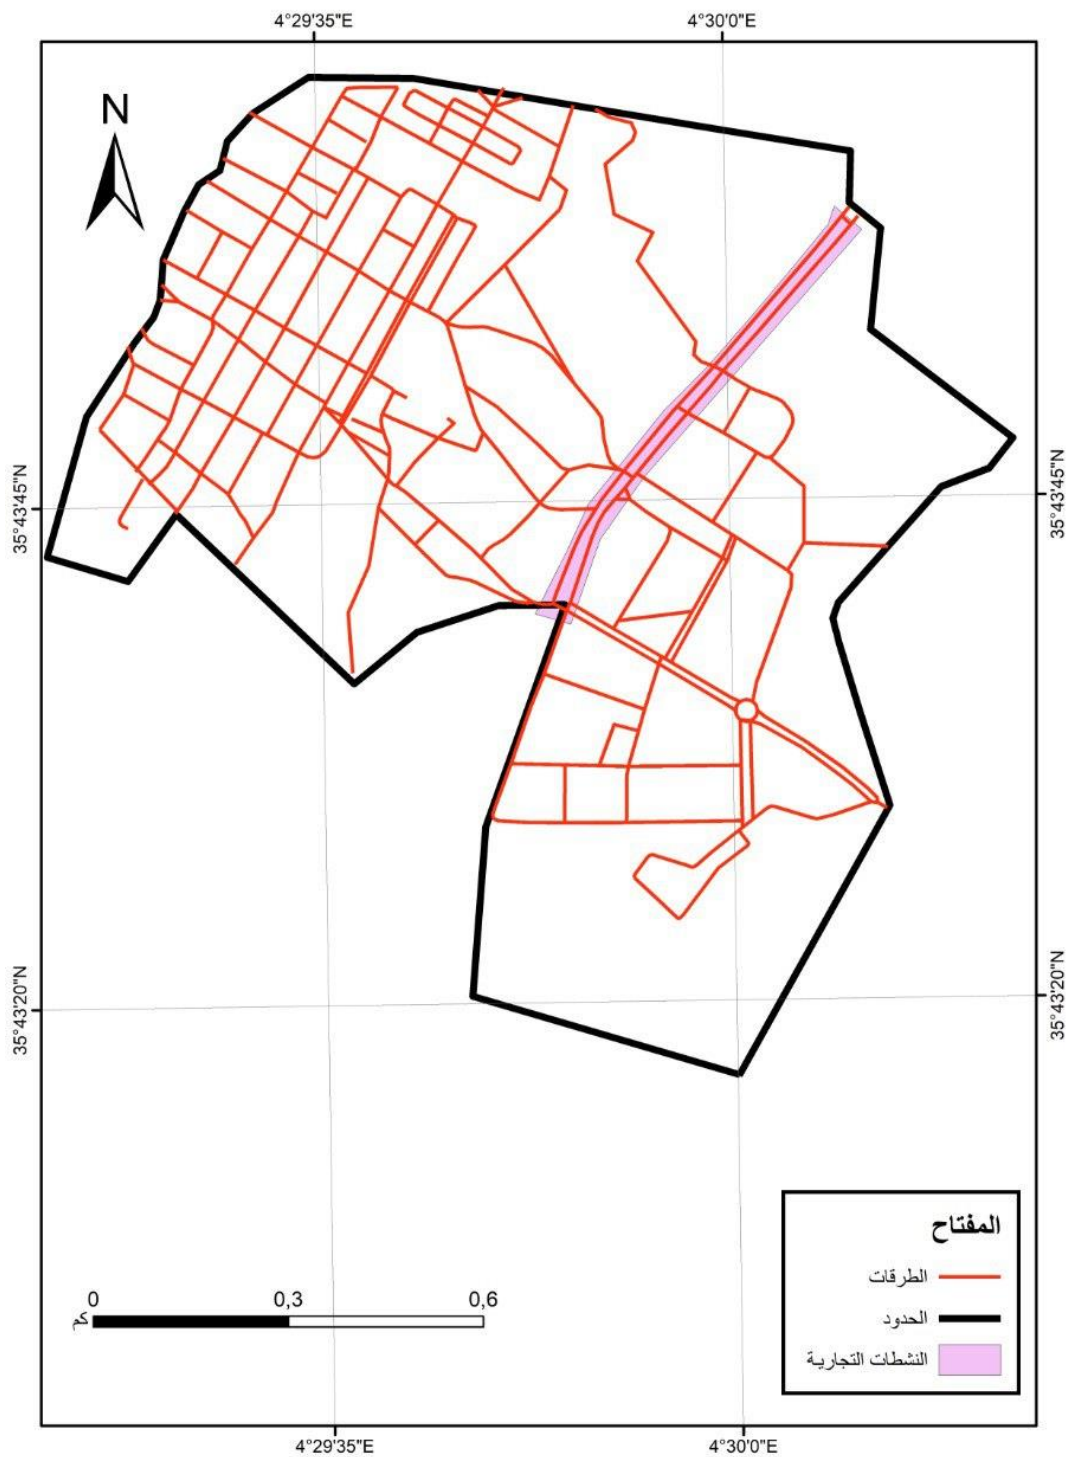 4°29'35"E
4°30'0"E
N
35°43'45"N
35°43'45"N
35°43'20"N
35°43'20"N
المفتاح
الطرقات
الحدود
النشطات التجارية
0
0,3
0,6
كم
4°29'35"E
4°30'0"E